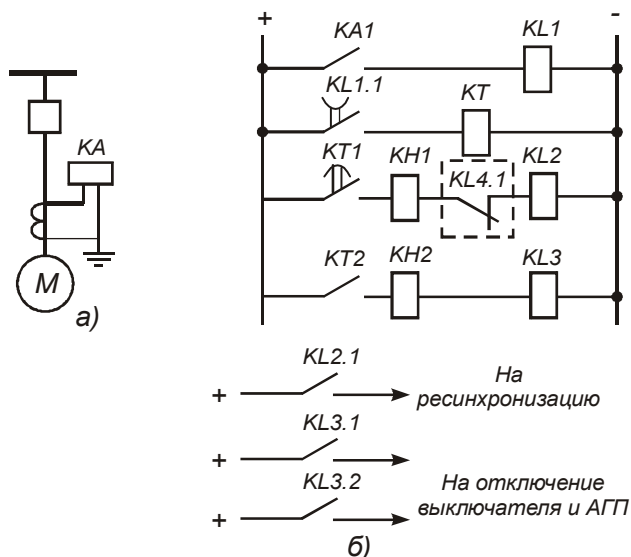 +
-
KA1
KL1
KA
KL1.1
KT
KT1
KH1
KL4.1
KL2
M
а)
KT2
KH2
KL3
KL2.1
+
На
ресинхронизацию
KL3.1
+
KL3.2
+
На отключение
выключателя и АГП
б)